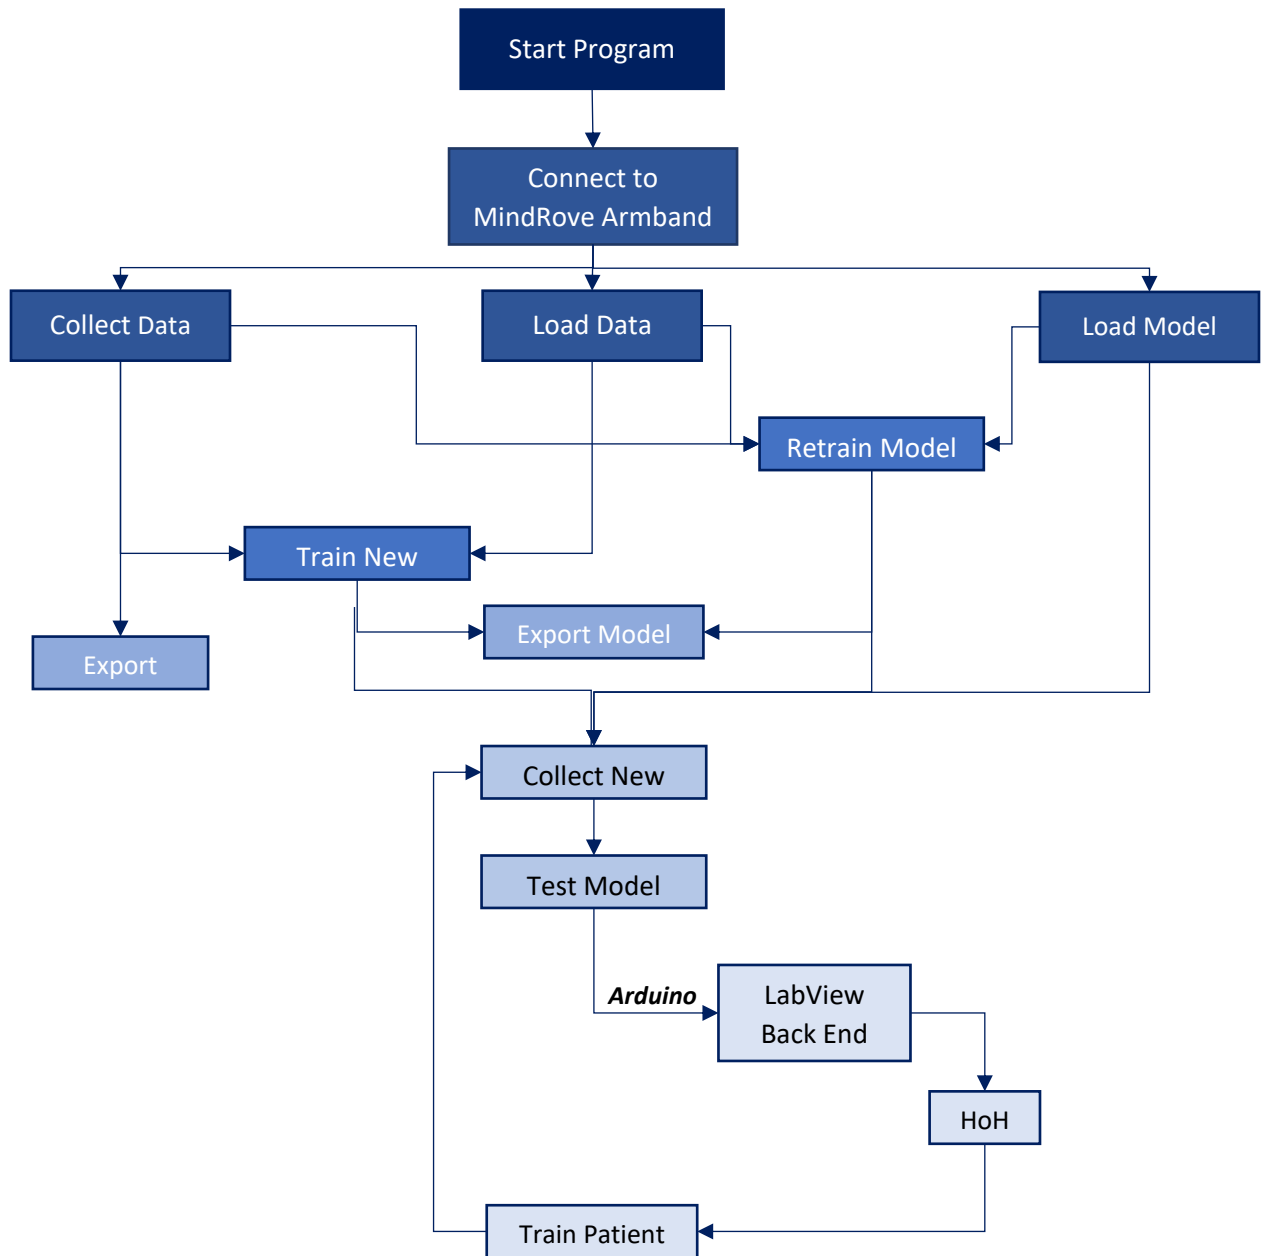 Start Program
Connect to
MindRove Armband
Collect Data
Load Data
Load Model
Retrain Model
Train New
Export Model
Export
Collect New
Test Model
Arduino
LabView
Back End
HoH
Train Patient